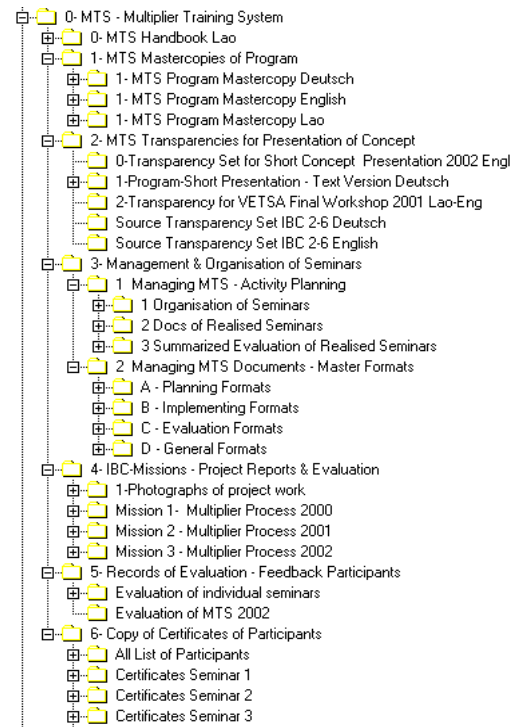 0- MTS - Multiplier Training System
0- MTS Handbook Lao
1- MTS Mastercopies of Program
1- MTS Program Mastercopy Deutsch
1- MTS Program Mastercopy English
1- MTS Program Mastercopy Lao
2- MTS Transparencies for Presentation of Concept
0-Transparency Set for Short Concept  Presentation 2002 Engl
1-Program-Short Presentation - Text Version Deutsch
2-Transparency for VETSA Final Workshop 2001 Lao-Eng
Source Transparency Set IBC 2-6 Deutsch
Source Transparency Set IBC 2-6 English
3- Management & Organisation of Seminars
1  Managing MTS - Activity Planning
1 Organisation of Seminars
2 Docs of Realised Seminars
3 Summarized Evaluation of Realised Seminars
2  Managing MTS Documents - Master Formats
A - Planning Formats
B - Implementing Formats
C - Evaluation Formats
D - General Formats
4- IBC-Missions - Project Reports & Evaluation
1-Photographs of project work
Mission 1-  Multiplier Process 2000
Mission 2 - Multiplier Process 2001
Mission 3 - Multiplier Process 2002
5- Records of Evaluation - Feedback Participants
Evaluation of individual seminars
Evaluation of MTS 2002
6- Copy of Certificates of Participants
All List of Participants
Certificates Seminar 1
Certificates Seminar 2
Certificates Seminar 3